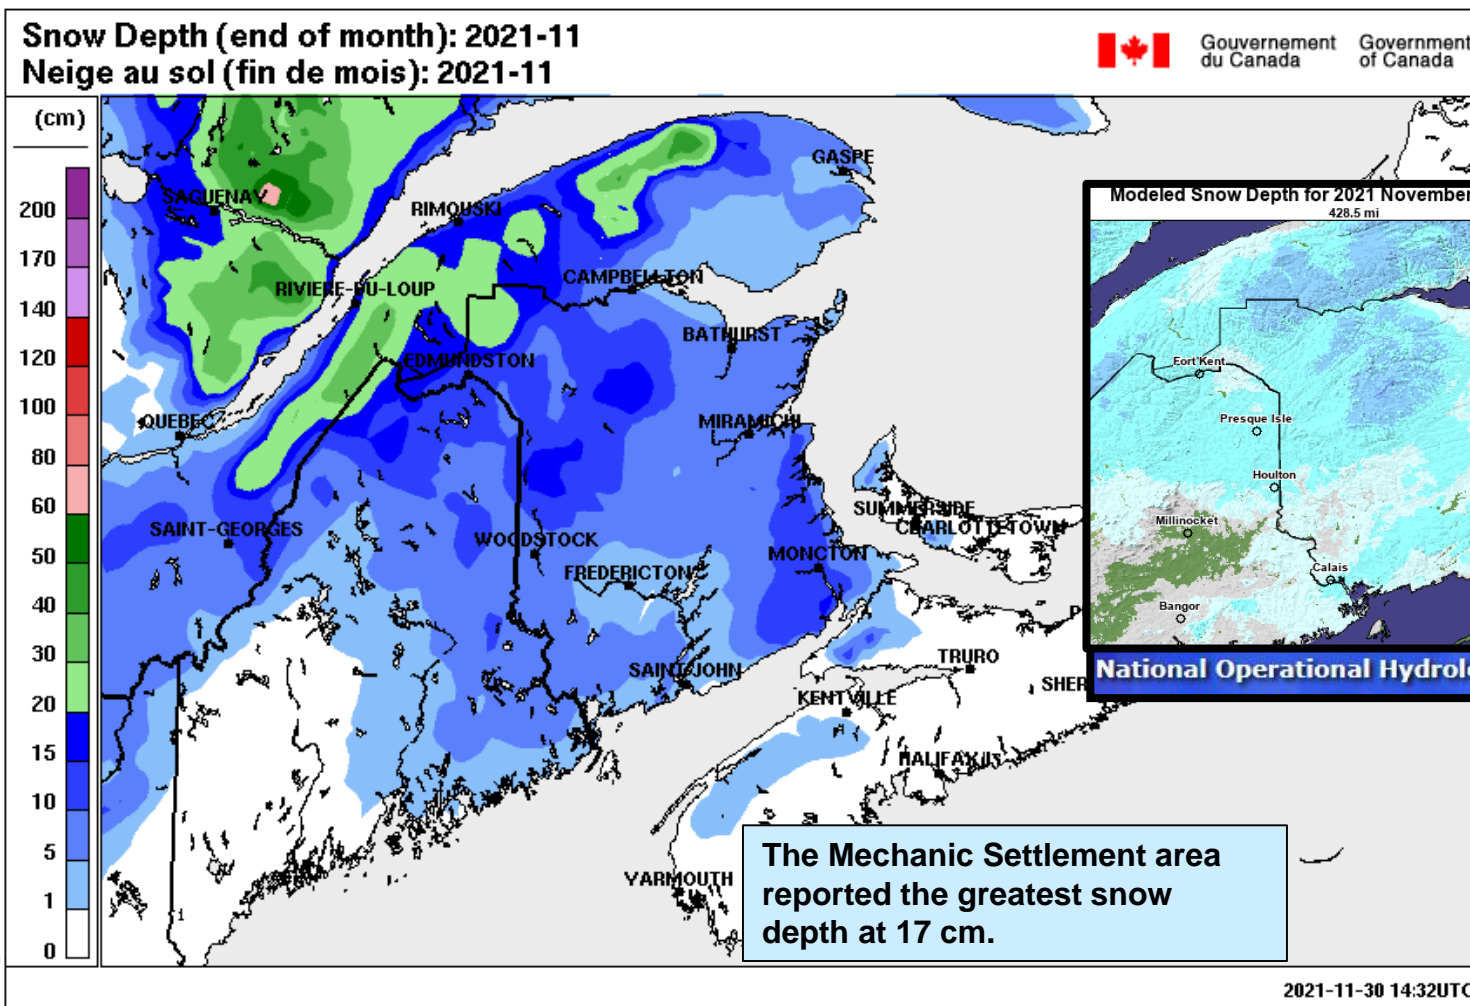 Snow Depth (end of month): 2021-11
Neige au sol (fin de mois): 2021-11
Gouvernement du Canada
Government of Canada
(cm)
200
170
140
120
100
80
60
50
40
30
20
15
10
5
1
0
GASPE
SAGUENAY
RIMOUSKI
RIVIERE-DU-LOUP
CAMPBELLTON
BATHURST
EDMUNDSTON
QUEBEC
MIRAMICHI
SAINT-GEORGES
WOODSTOCK
SUMMERSIDE
CHARLOTTETOWN
MONCTON
FREDERICTON
SAINT JOHN
TRURO
KENTVILLE
SHER
HALIFAX
YARMOUTH
Modeled Snow Depth for 2021 November
428.5 mi
Fort Kent
Presque Isle
Houlton
Millinocket
Calais
Bangor
National Operational Hydrolo
The Mechanic Settlement area
reported the greatest snow
depth at 17 cm.
2021-11-30 14:32UTC